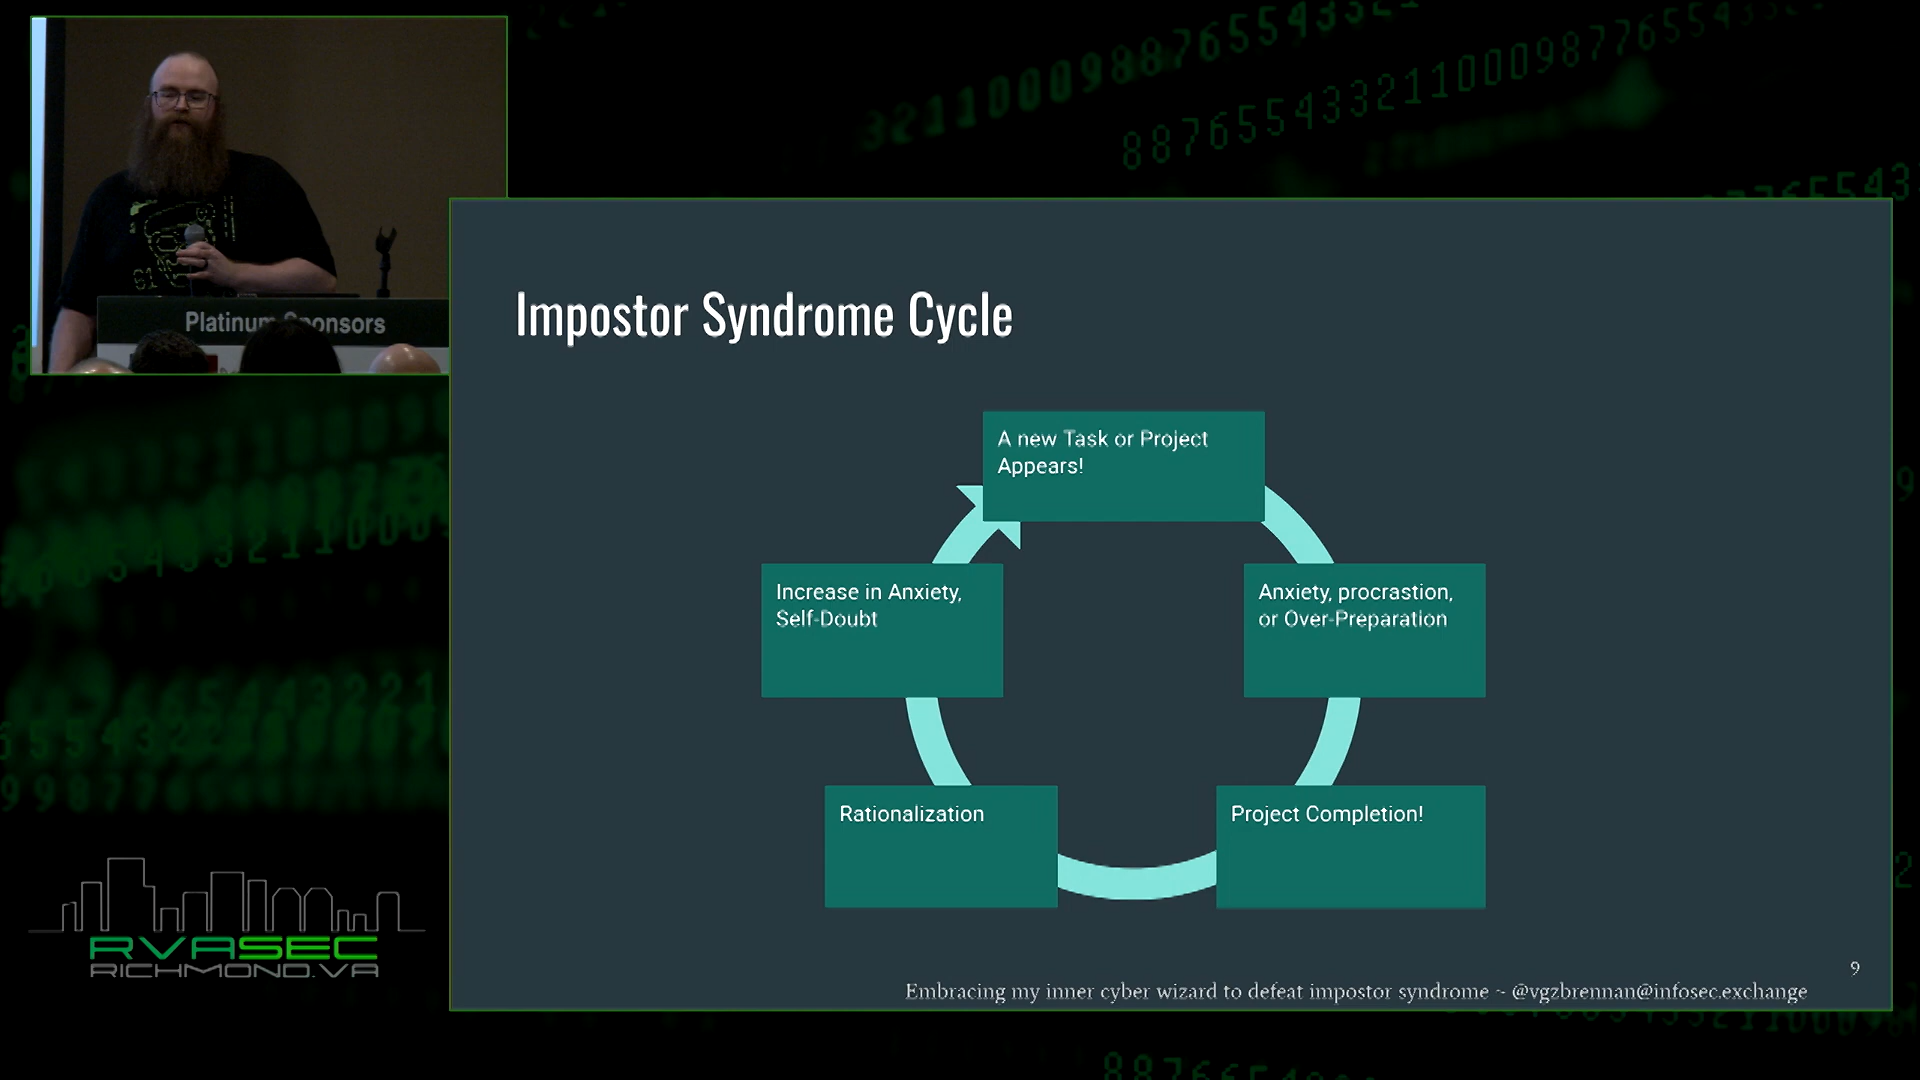 Platinum Sponsors
Impostor Syndrome Cycle
A new Task or Project
Appears!
Anxiety, procrastion,
or Over-Preparation
Project Completion!
Rationalization
Increase in Anxiety,
Self-Doubt
9
Embracing my inner cyber wizard to defeat impostor syndrome ~ @vgzbrennan@infosec.exchange
RVASEC
RICHMOND.VA
88765543321100098776554332